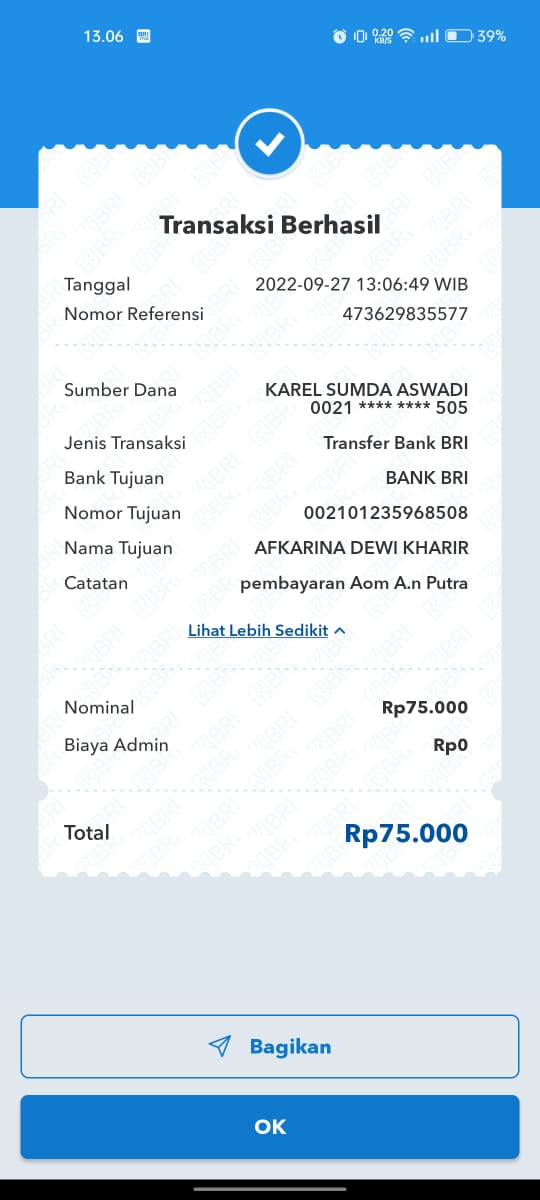 13.06
0.20 KB/S
39%
Transaksi Berhasil
Tanggal 2022-09-27 13:06:49 WIB
Nomor Referensi 473629835577
Sumber Dana KAREL SUMDA ASWADI
0021 **** **** 505
Jenis Transaksi Transfer Bank BRI
Bank Tujuan BANK BRI
Nomor Tujuan 002101235968508
Nama Tujuan AFKARINA DEWI KHARIR
Catatan pembayaran Aom A.n Putra
Lihat Lebih Sedikit
Nominal Rp75.000
Biaya Admin Rp0
Total Rp75.000
Bagikan
OK